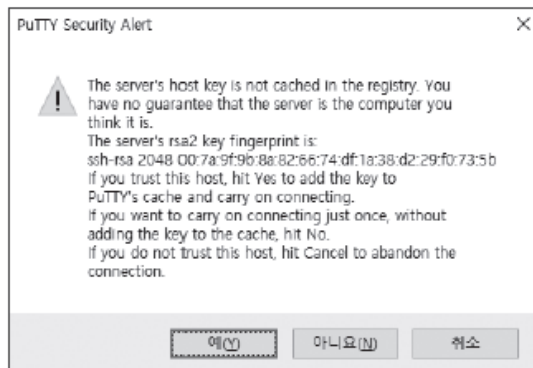 PuTTY Security Alert
The server's host key is not cached in the registry. You
have no guarantee that the server is the computer you
think it is.
The server's rsa2 key fingerprint is:
ssh-rsa 2048 00:7a:9f:9b:8a:82:66:74:df:1a:38:d2:29:f0:73:5b
If you trust this host, hit Yes to add the key to
PuTTY's cache and carry on connecting.
If you want to carry on connecting just once, without
adding the key to the cache, hit No.
If you do not trust this host, hit Cancel to abandon the
connection.
예(Y) 아니요(N) 취소